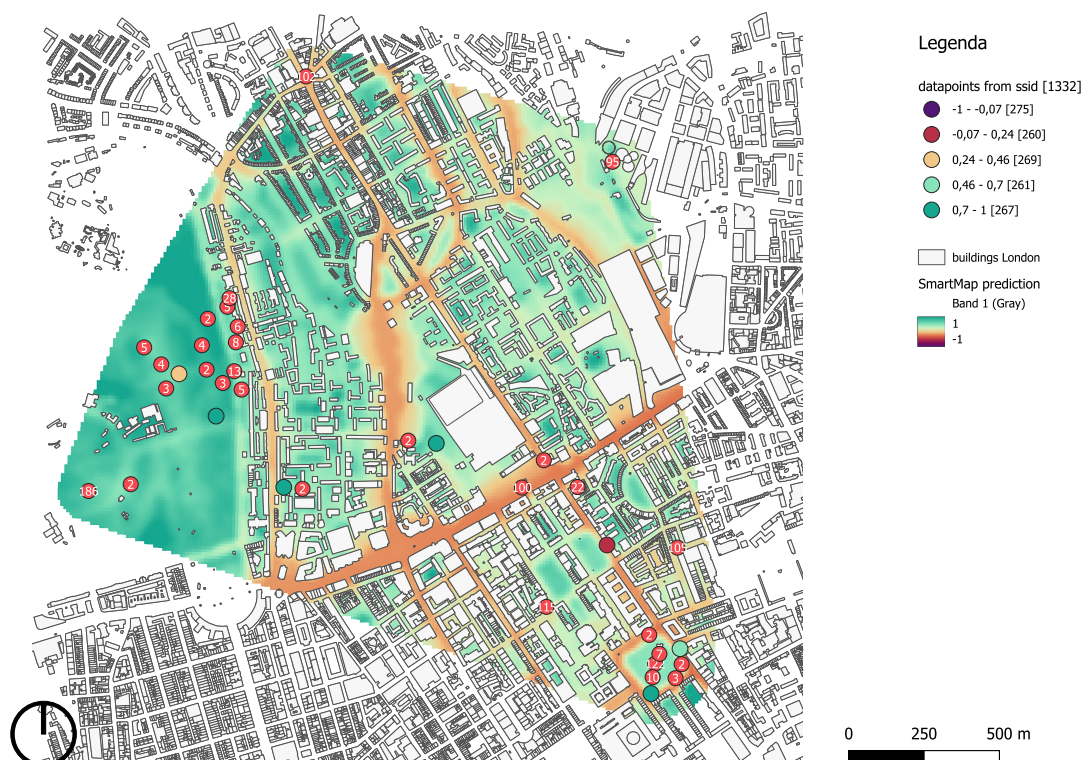 Legenda
datapoints from ssid [1332]
-1 - -0,07 [275]
-0,07 - 0,24 [260]
0,24 - 0,46 [269]
0,46 - 0,7 [261]
0,7 - 1 [267]
buildings London
SmartMap prediction
Band 1 (Gray)
1
-1
102
95
28
5
2
6
8
5
4
4
2
13
3
3
5
2
2
186
2
2
100
22
2
7
2
10
3
0
250
500 m